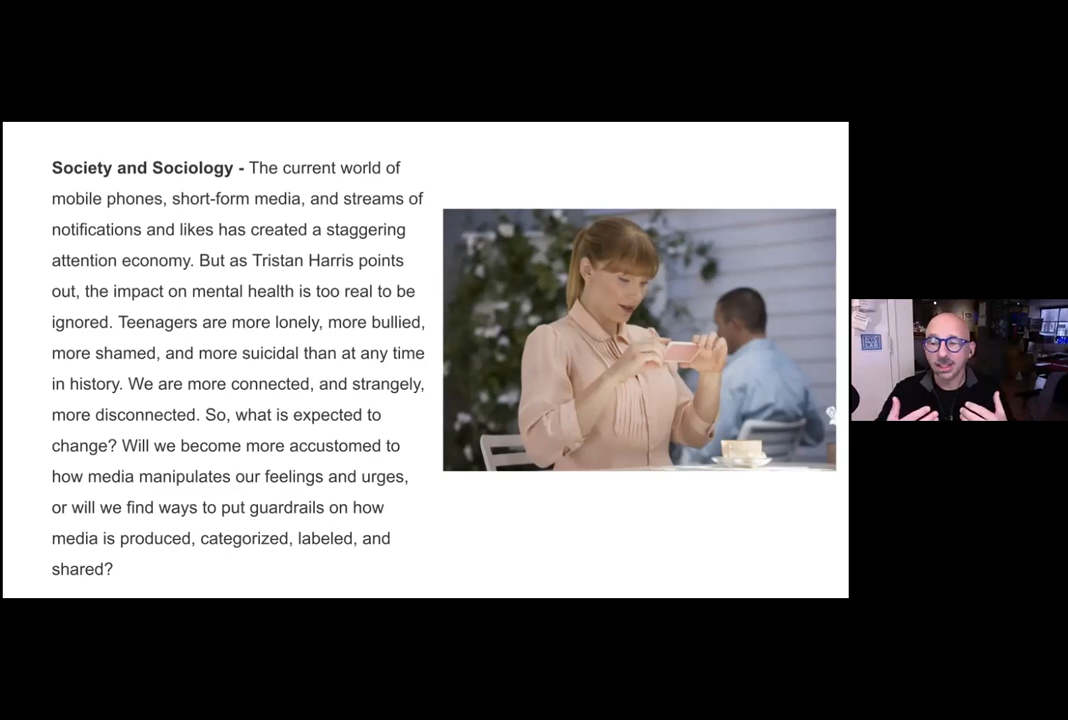 Society and Sociology - The current world of
mobile phones, short-form media, and streams of
notifications and likes has created a staggering
attention economy. But as Tristan Harris points
out, the impact on mental health is too real to be
ignored. Teenagers are more lonely, more bullied,
more shamed, and more suicidal than at any time
in history. We are more connected, and strangely,
more disconnected. So, what is expected to
change? Will we become more accustomed to
how media manipulates our feelings and urges,
or will we find ways to put guardrails on how
media is produced, categorized, labeled, and
shared?